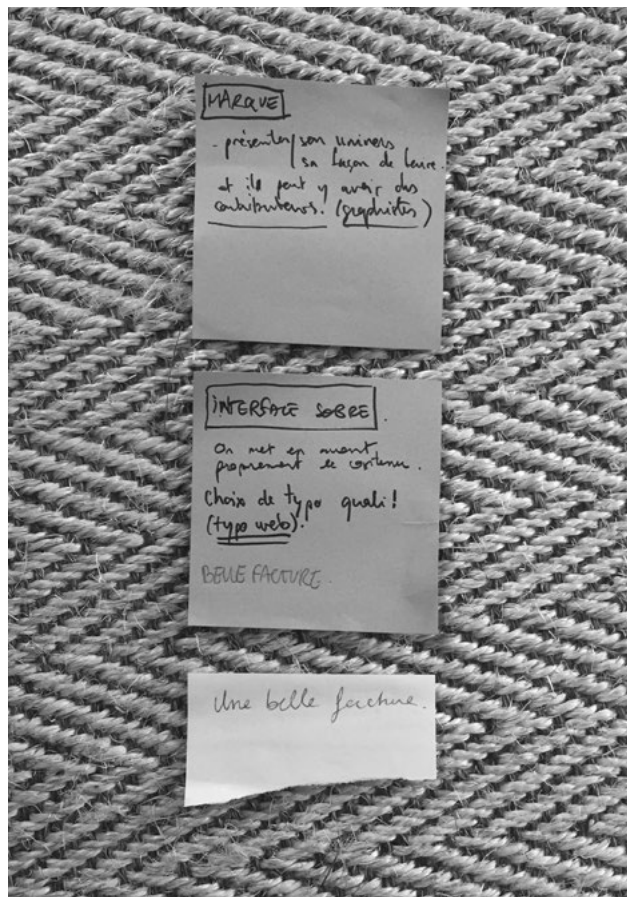 MARQUE
- présenter son univers
sa façon de faire.
et il peut y avoir des
contributeurs! (graphistes)
INTERFACE SOBRE.
On met en avant
proprement le contenu.
Choix de typo quali!
(typo web).
BELLE FACTURE.
Une belle facture.